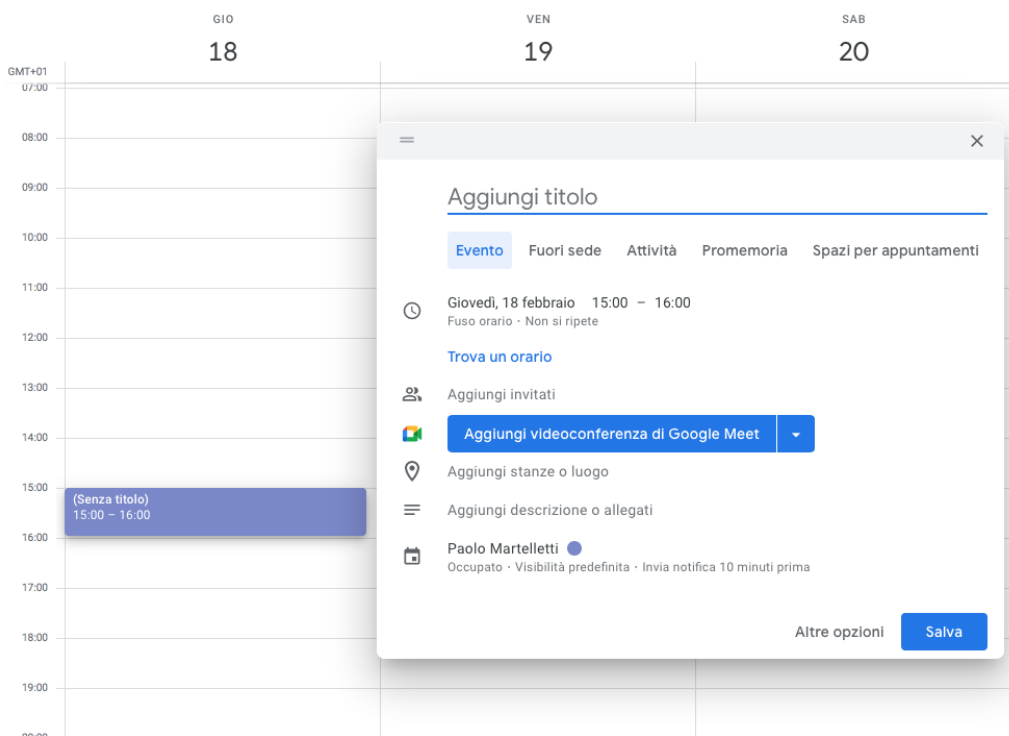 GIO
VEN
SAB
18
19
20
GMT+01
07:00
08:00
09:00
10:00
11:00
12:00
13:00
14:00
15:00
16:00
17:00
18:00
19:00
(Senza titolo)
15:00 – 16:00
Aggiungi titolo
Evento Fuori sede Attività Promemoria Spazi per appuntamenti
Giovedì, 18 febbraio 15:00 – 16:00
Fuso orario · Non si ripete
Trova un orario
Aggiungi invitati
Aggiungi videoconferenza di Google Meet
Aggiungi stanze o luogo
Aggiungi descrizione o allegati
Paolo Martelletti
Occupato · Visibilità predefinita · Invia notifica 10 minuti prima
Altre opzioni Salva